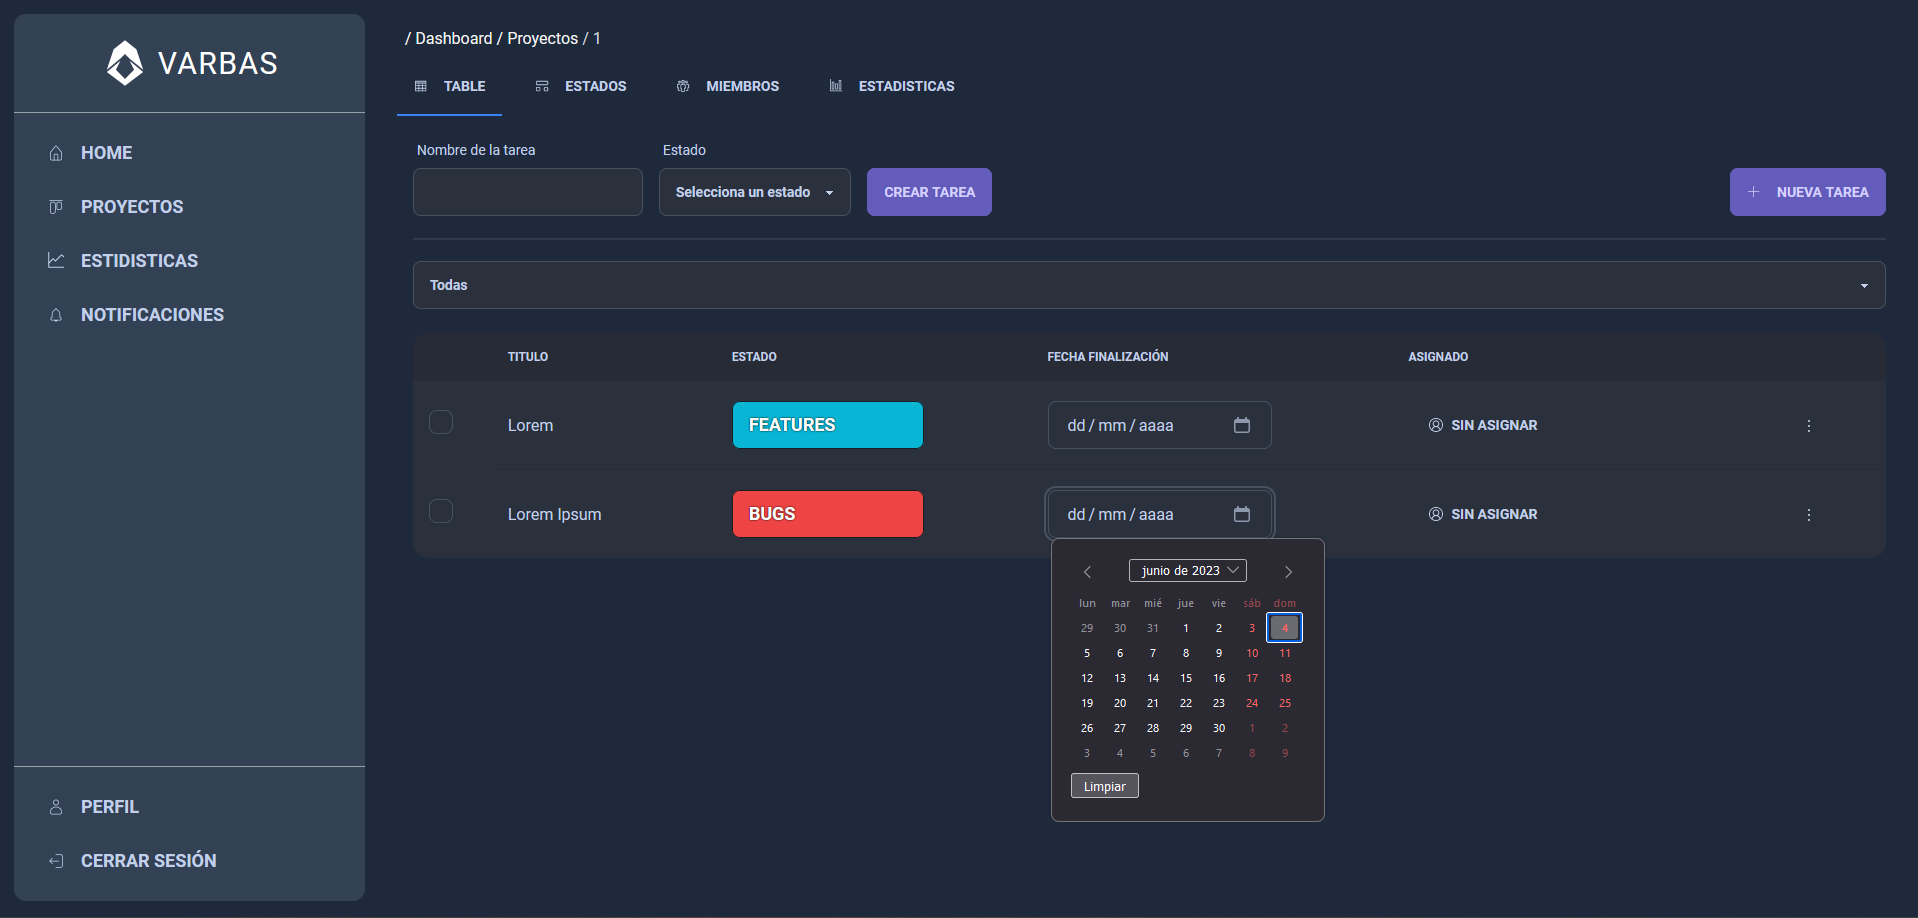 VARBAS
HOME
PROYECTOS
ESTIDISTICAS
NOTIFICACIONES
PERFIL
CERRAR SESIÓN
/ Dashboard / Proyectos / 1
TABLE ESTADOS MIEMBROS ESTADISTICAS
Nombre de la tarea Estado
Selecciona un estado CREAR TAREA NUEVA TAREA
Todas
TITULO ESTADO FECHA FINALIZACIÓN ASIGNADO
Lorem FEATURES dd / mm / aaaa SIN ASIGNAR
Lorem Ipsum BUGS dd / mm / aaaa SIN ASIGNAR
junio de 2023
lun mar mié jue vie sáb dom
29 30 31 1 2 3 4
5 6 7 8 9 10 11
12 13 14 15 16 17 18
19 20 21 22 23 24 25
26 27 28 29 30 1 2
3 4 5 6 7 8 9
Limpiar